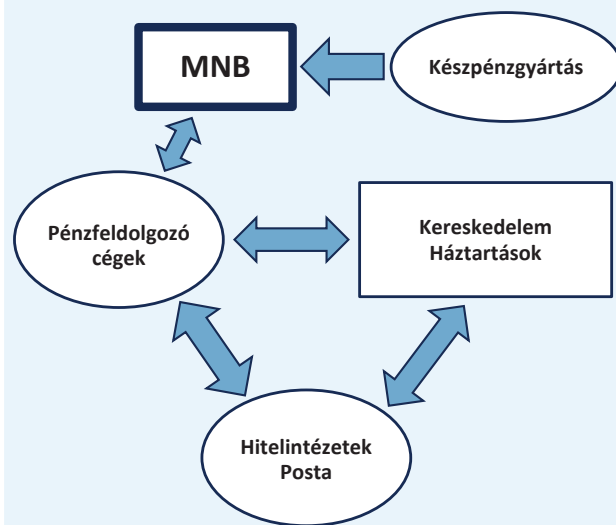 MNB
Készpénzgyártás
Pénzfeldolgozó
cégek
Kereskedelem
Háztartások
Hitelintézetek
Posta